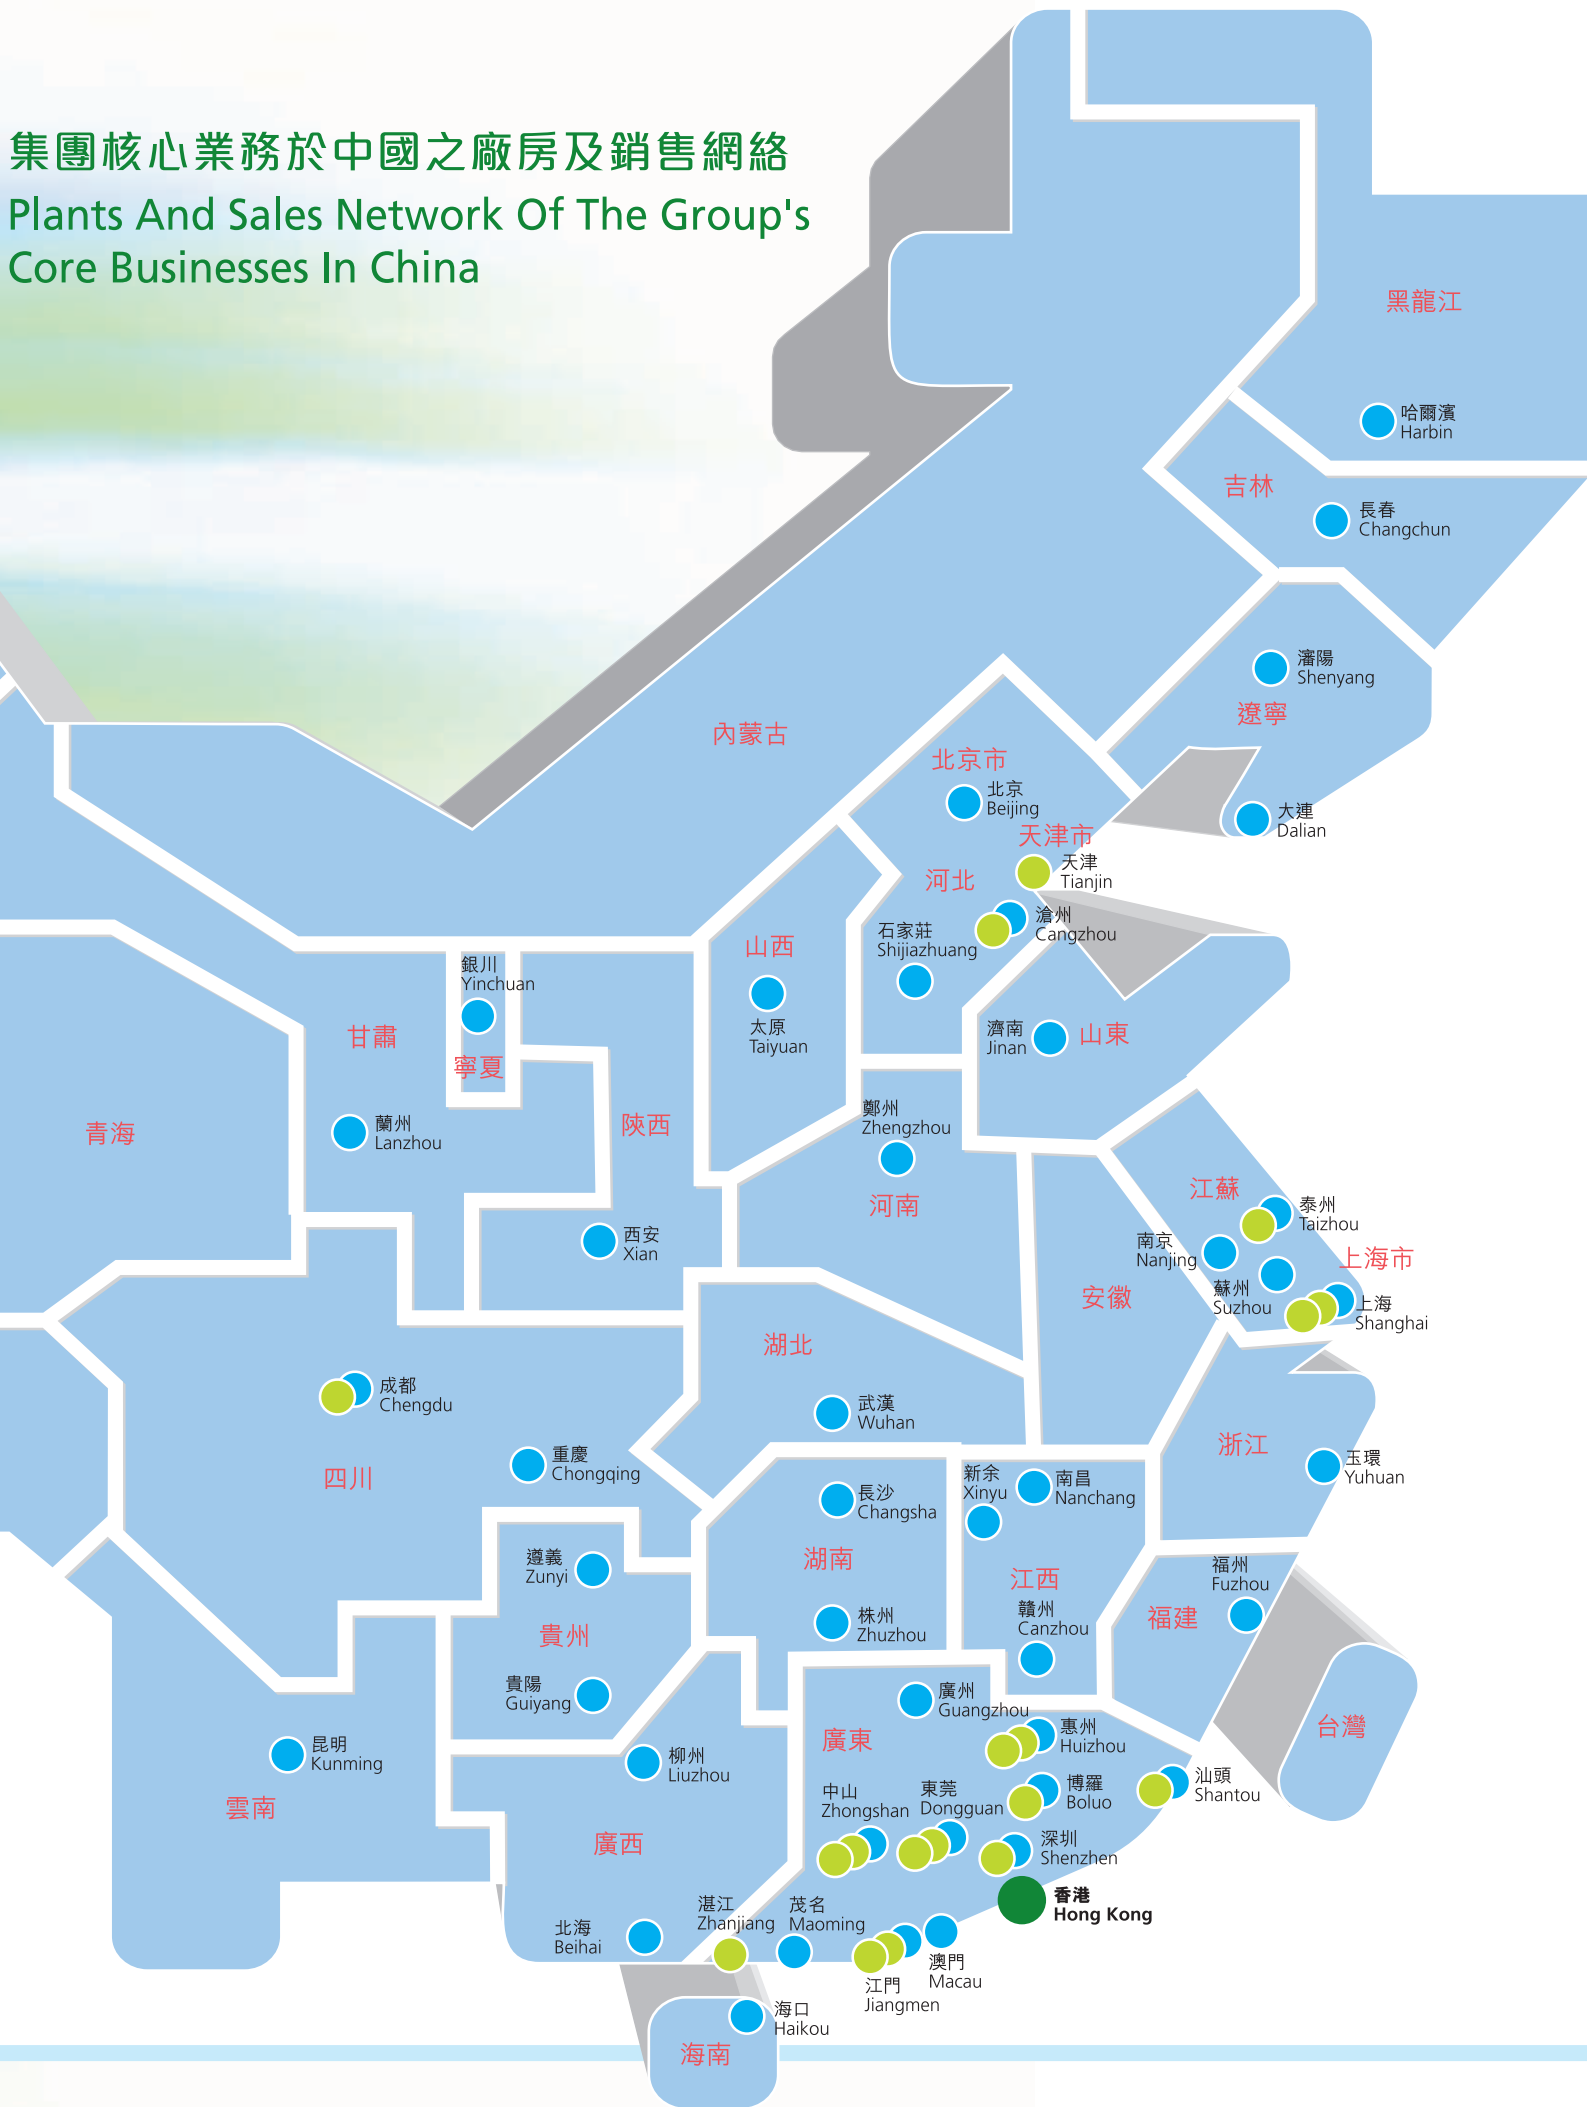 集團核心業務於中國之廠房及銷售網絡
Plants And Sales Network Of The Group's
Core Businesses In China
黑龍江
哈爾濱
Harbin
吉林
長春
Changchun
瀋陽
Shenyang
遼寧
大連
Dalian
內蒙古
北京市
北京
Beijing
天津市
天津
Tianjin
河北
滄州
Cangzhou
石家莊
Shijiazhuang
山西
太原
Taiyuan
銀川
Yinchuan
寧夏
甘肅
蘭州
Lanzhou
青海
陝西
西安
Xian
濟南
Jinan
山東
鄭州
Zhengzhou
河南
江蘇
泰州
Taizhou
南京
Nanjing
蘇州
Suzhou
上海市
上海
Shanghai
安徽
湖北
武漢
Wuhan
成都
Chengdu
四川
重慶
Chongqing
浙江
玉環
Yuhuan
新余
Xinyu
南昌
Nanchang
江西
贛州
Canzhou
長沙
Changsha
湖南
株州
Zhuzhou
遵義
Zunyi
貴州
貴陽
Guiyang
福州
Fuzhou
福建
台灣
昆明
Kunming
雲南
柳州
Liuzhou
廣西
北海
Beihai
廣州
Guangzhou
廣東
惠州
Huizhou
博羅
Boluo
汕頭
Shantou
中山
Zhongshan
東莞
Dongguan
深圳
Shenzhen
香港
Hong Kong
湛江
Zhanjiang
茂名
Maoming
江門
Jiangmen
澳門
Macau
海口
Haikou
海南